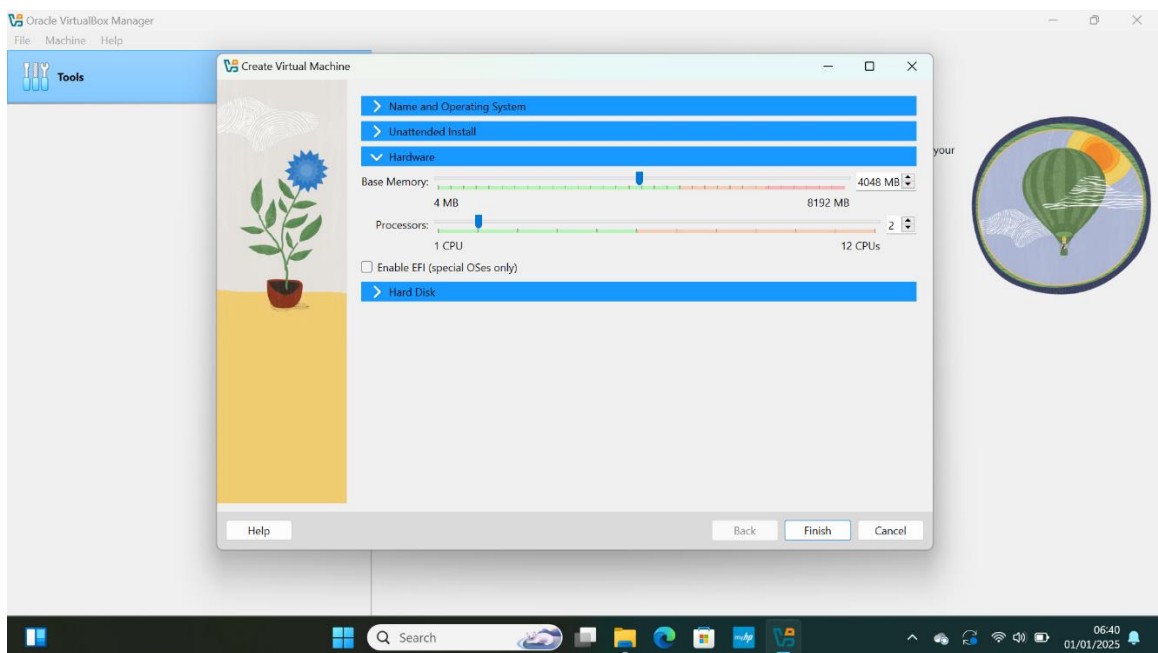 Oracle VirtualBox Manager
File Machine Help
Tools
your
Create Virtual Machine
Name and Operating System
Unattended Install
Hardware
Base Memory: 4048 MB
4 MB 8192 MB
Processors: 2
1 CPU 12 CPUs
Enable EFI (special OSes only)
Hard Disk
Help Back Finish Cancel
Search
myhp
06:40
01/01/2025